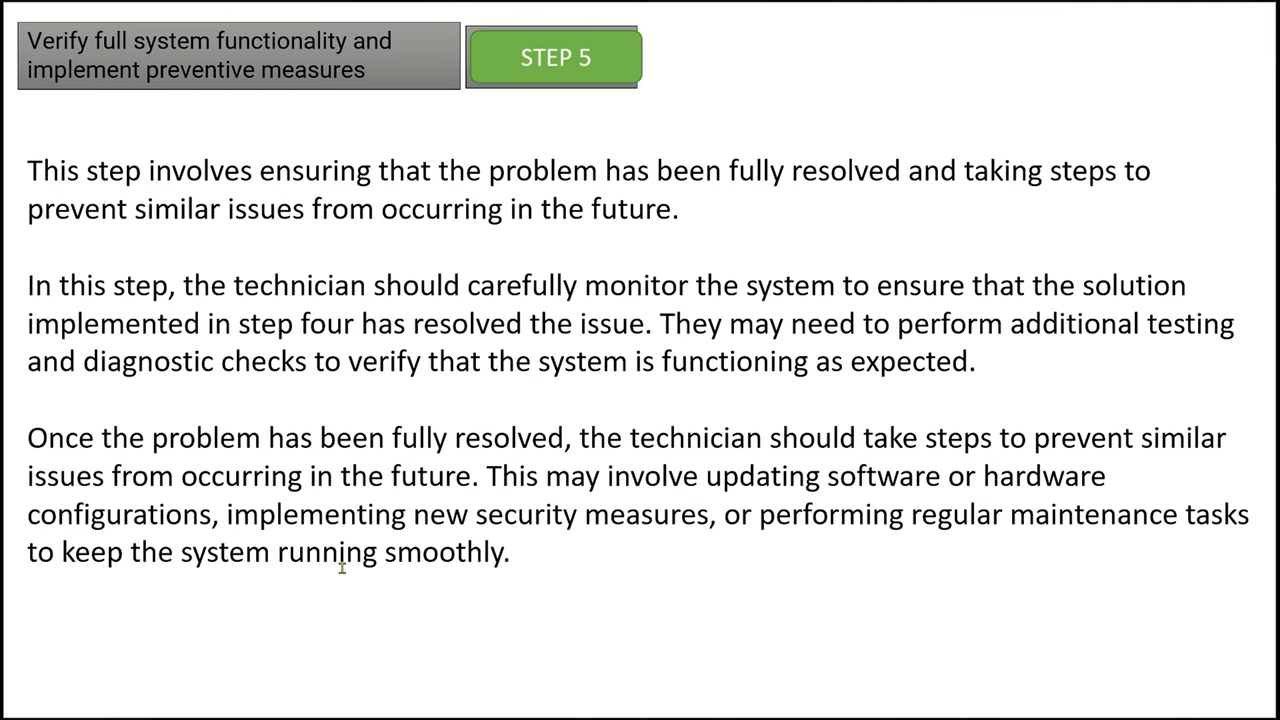 Verify full system functionality and
implement preventive measures
STEP 5
This step involves ensuring that the problem has been fully resolved and taking steps to
prevent similar issues from occurring in the future.
In this step, the technician should carefully monitor the system to ensure that the solution
implemented in step four has resolved the issue. They may need to perform additional testing
and diagnostic checks to verify that the system is functioning as expected.
Once the problem has been fully resolved, the technician should take steps to prevent similar
issues from occurring in the future. This may involve updating software or hardware
configurations, implementing new security measures, or performing regular maintenance tasks
to keep the system running smoothly.